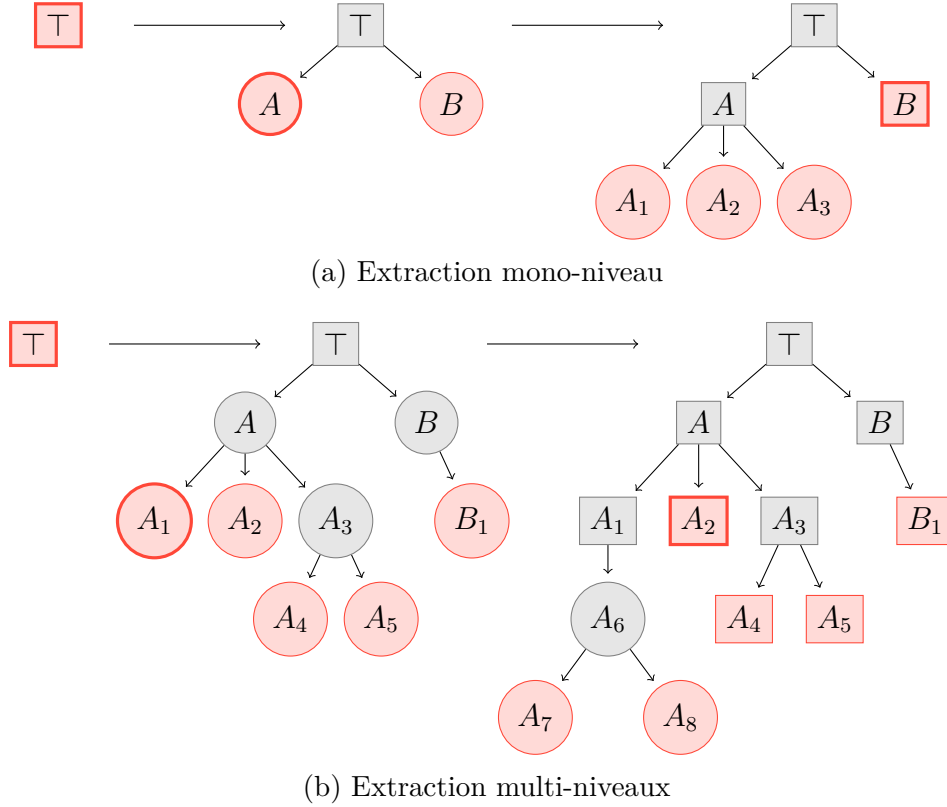 ⊤ ⊤ ⊤
A B A B
A₁ A₂ A₃
(a) Extraction mono-niveau
⊤ ⊤ ⊤
A B A B
A₁ A₂ A₃ B₁ A₁ A₂ A₃ B₁
A₄ A₅ A₆ A₄ A₅
A₇ A₈
(b) Extraction multi-niveaux